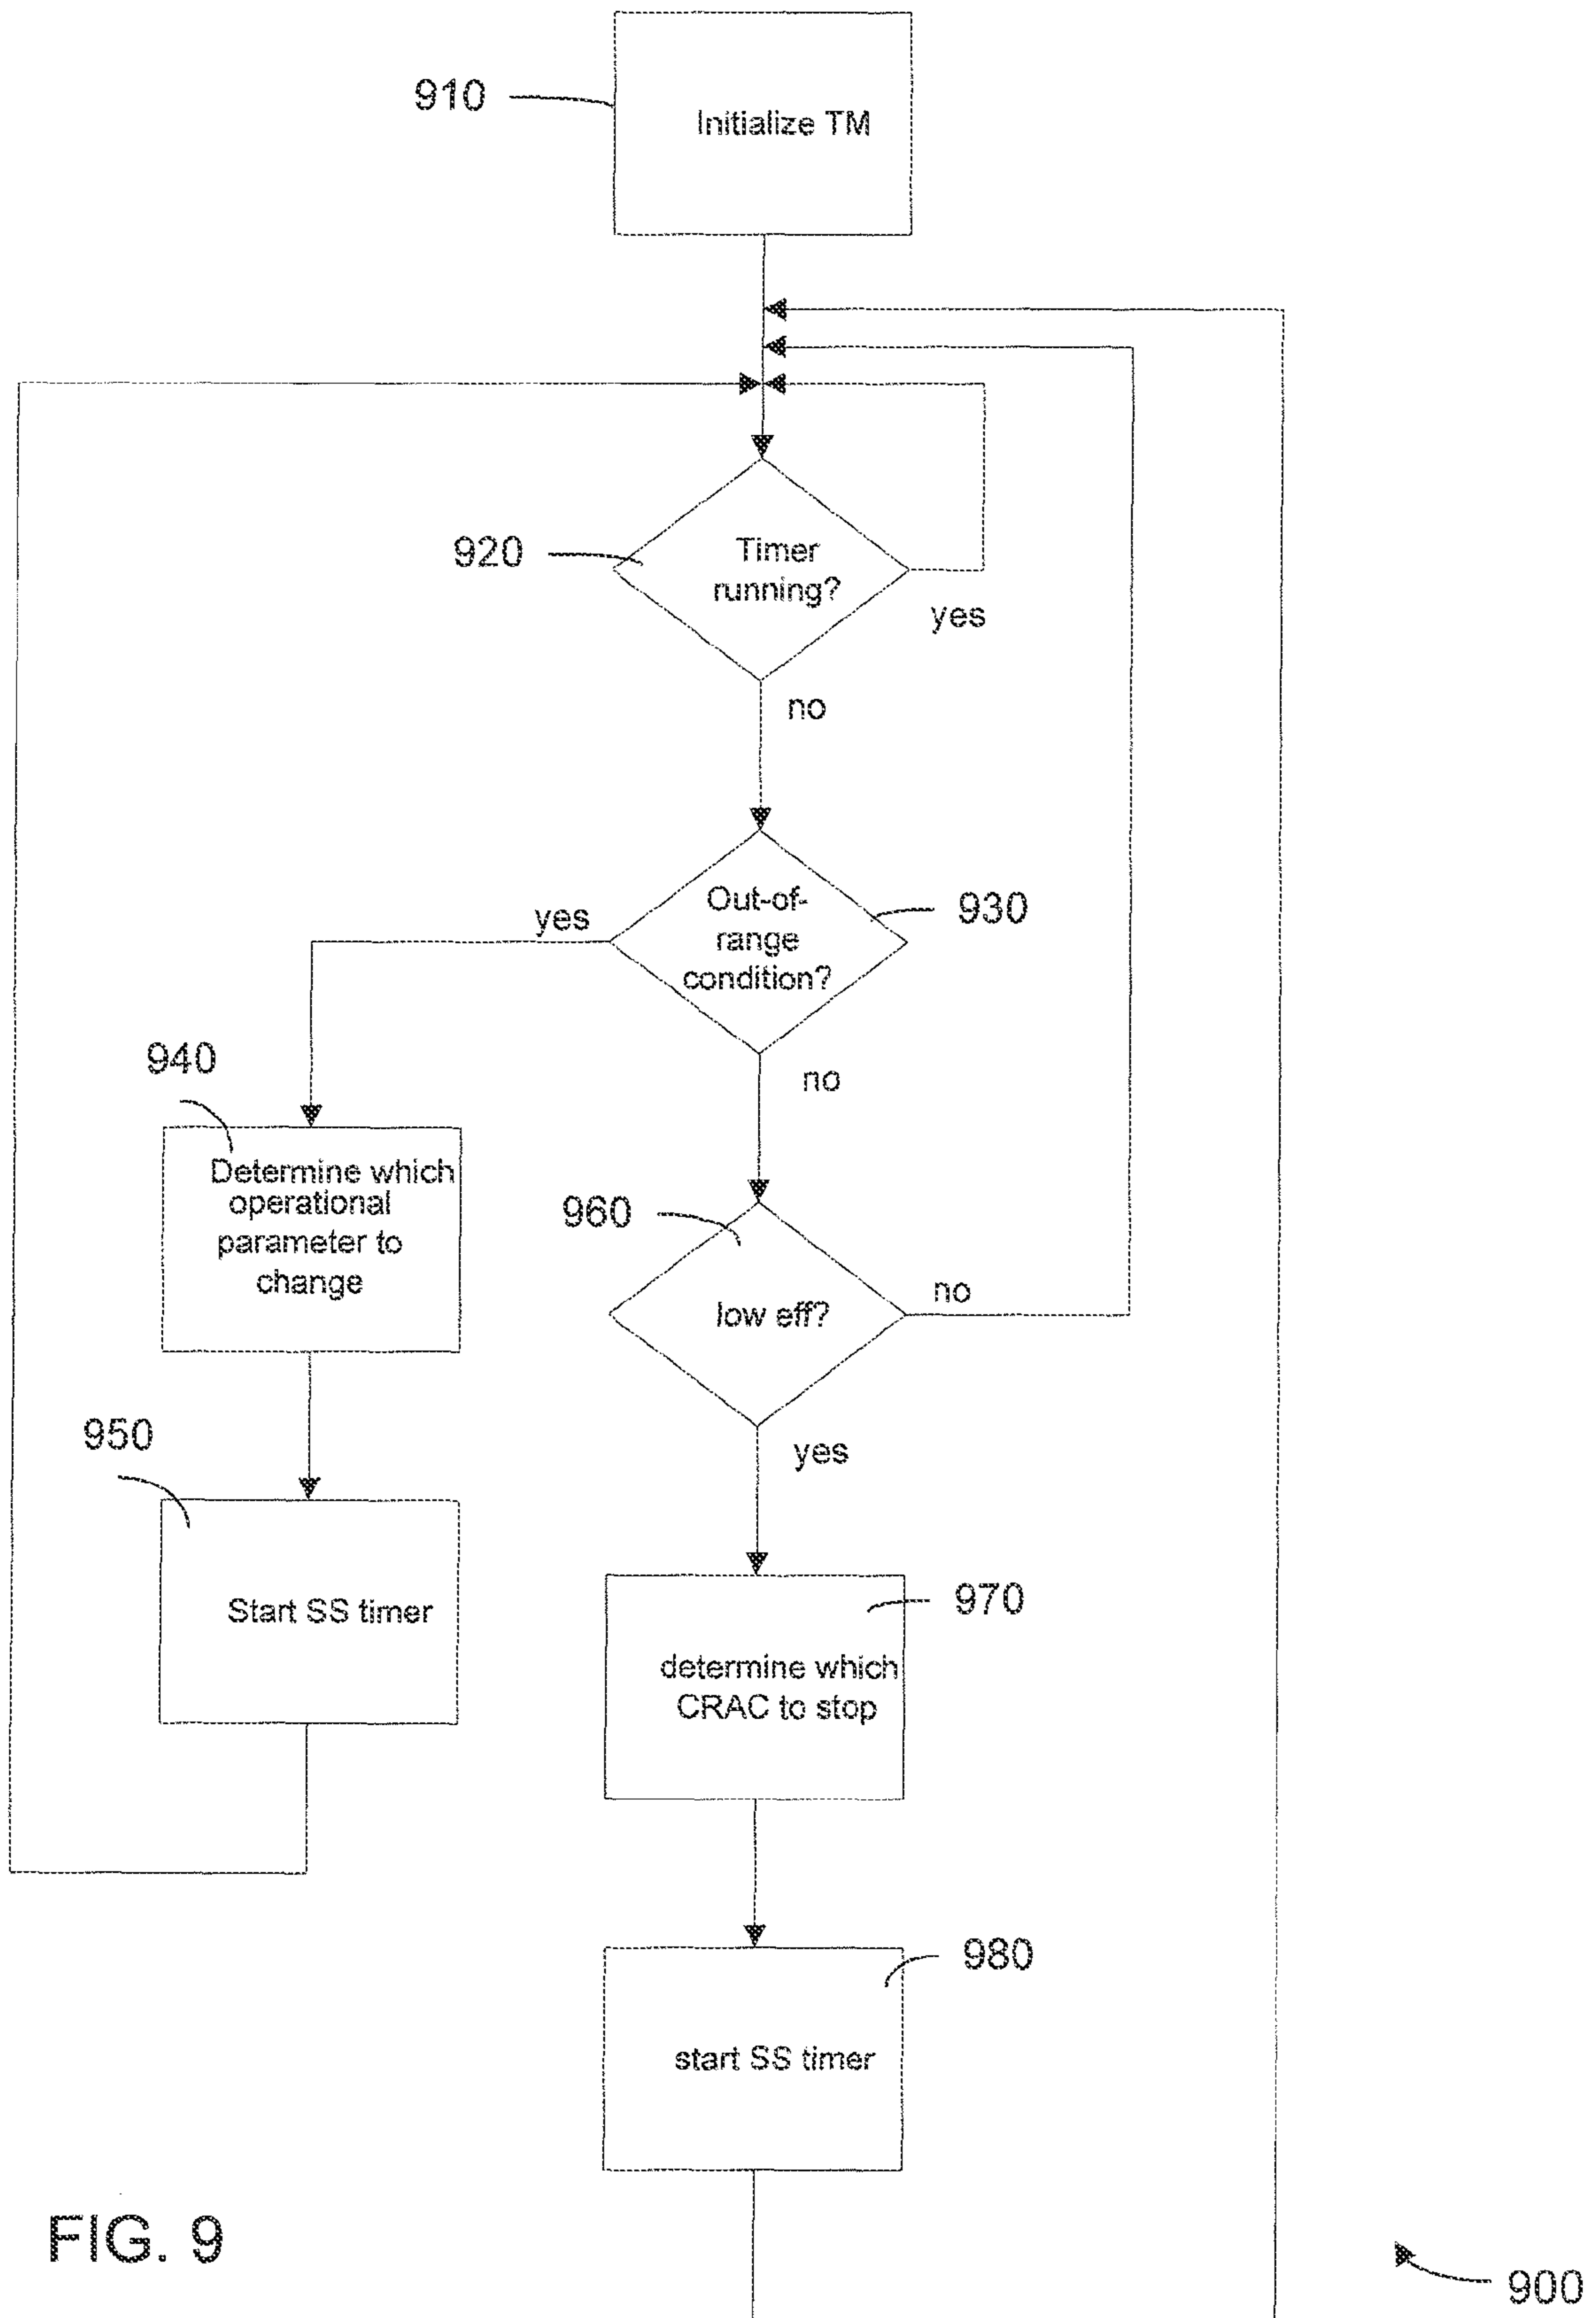 910
Initialize TM
920
Timer
running?
yes
no
Out-of-
range
condition?
930
yes
no
940
Determine which
operational
parameter to
change
960
low eff?
no
yes
950
Start SS timer
970
determine which
CRAC to stop
980
start SS timer
FIG. 9
900